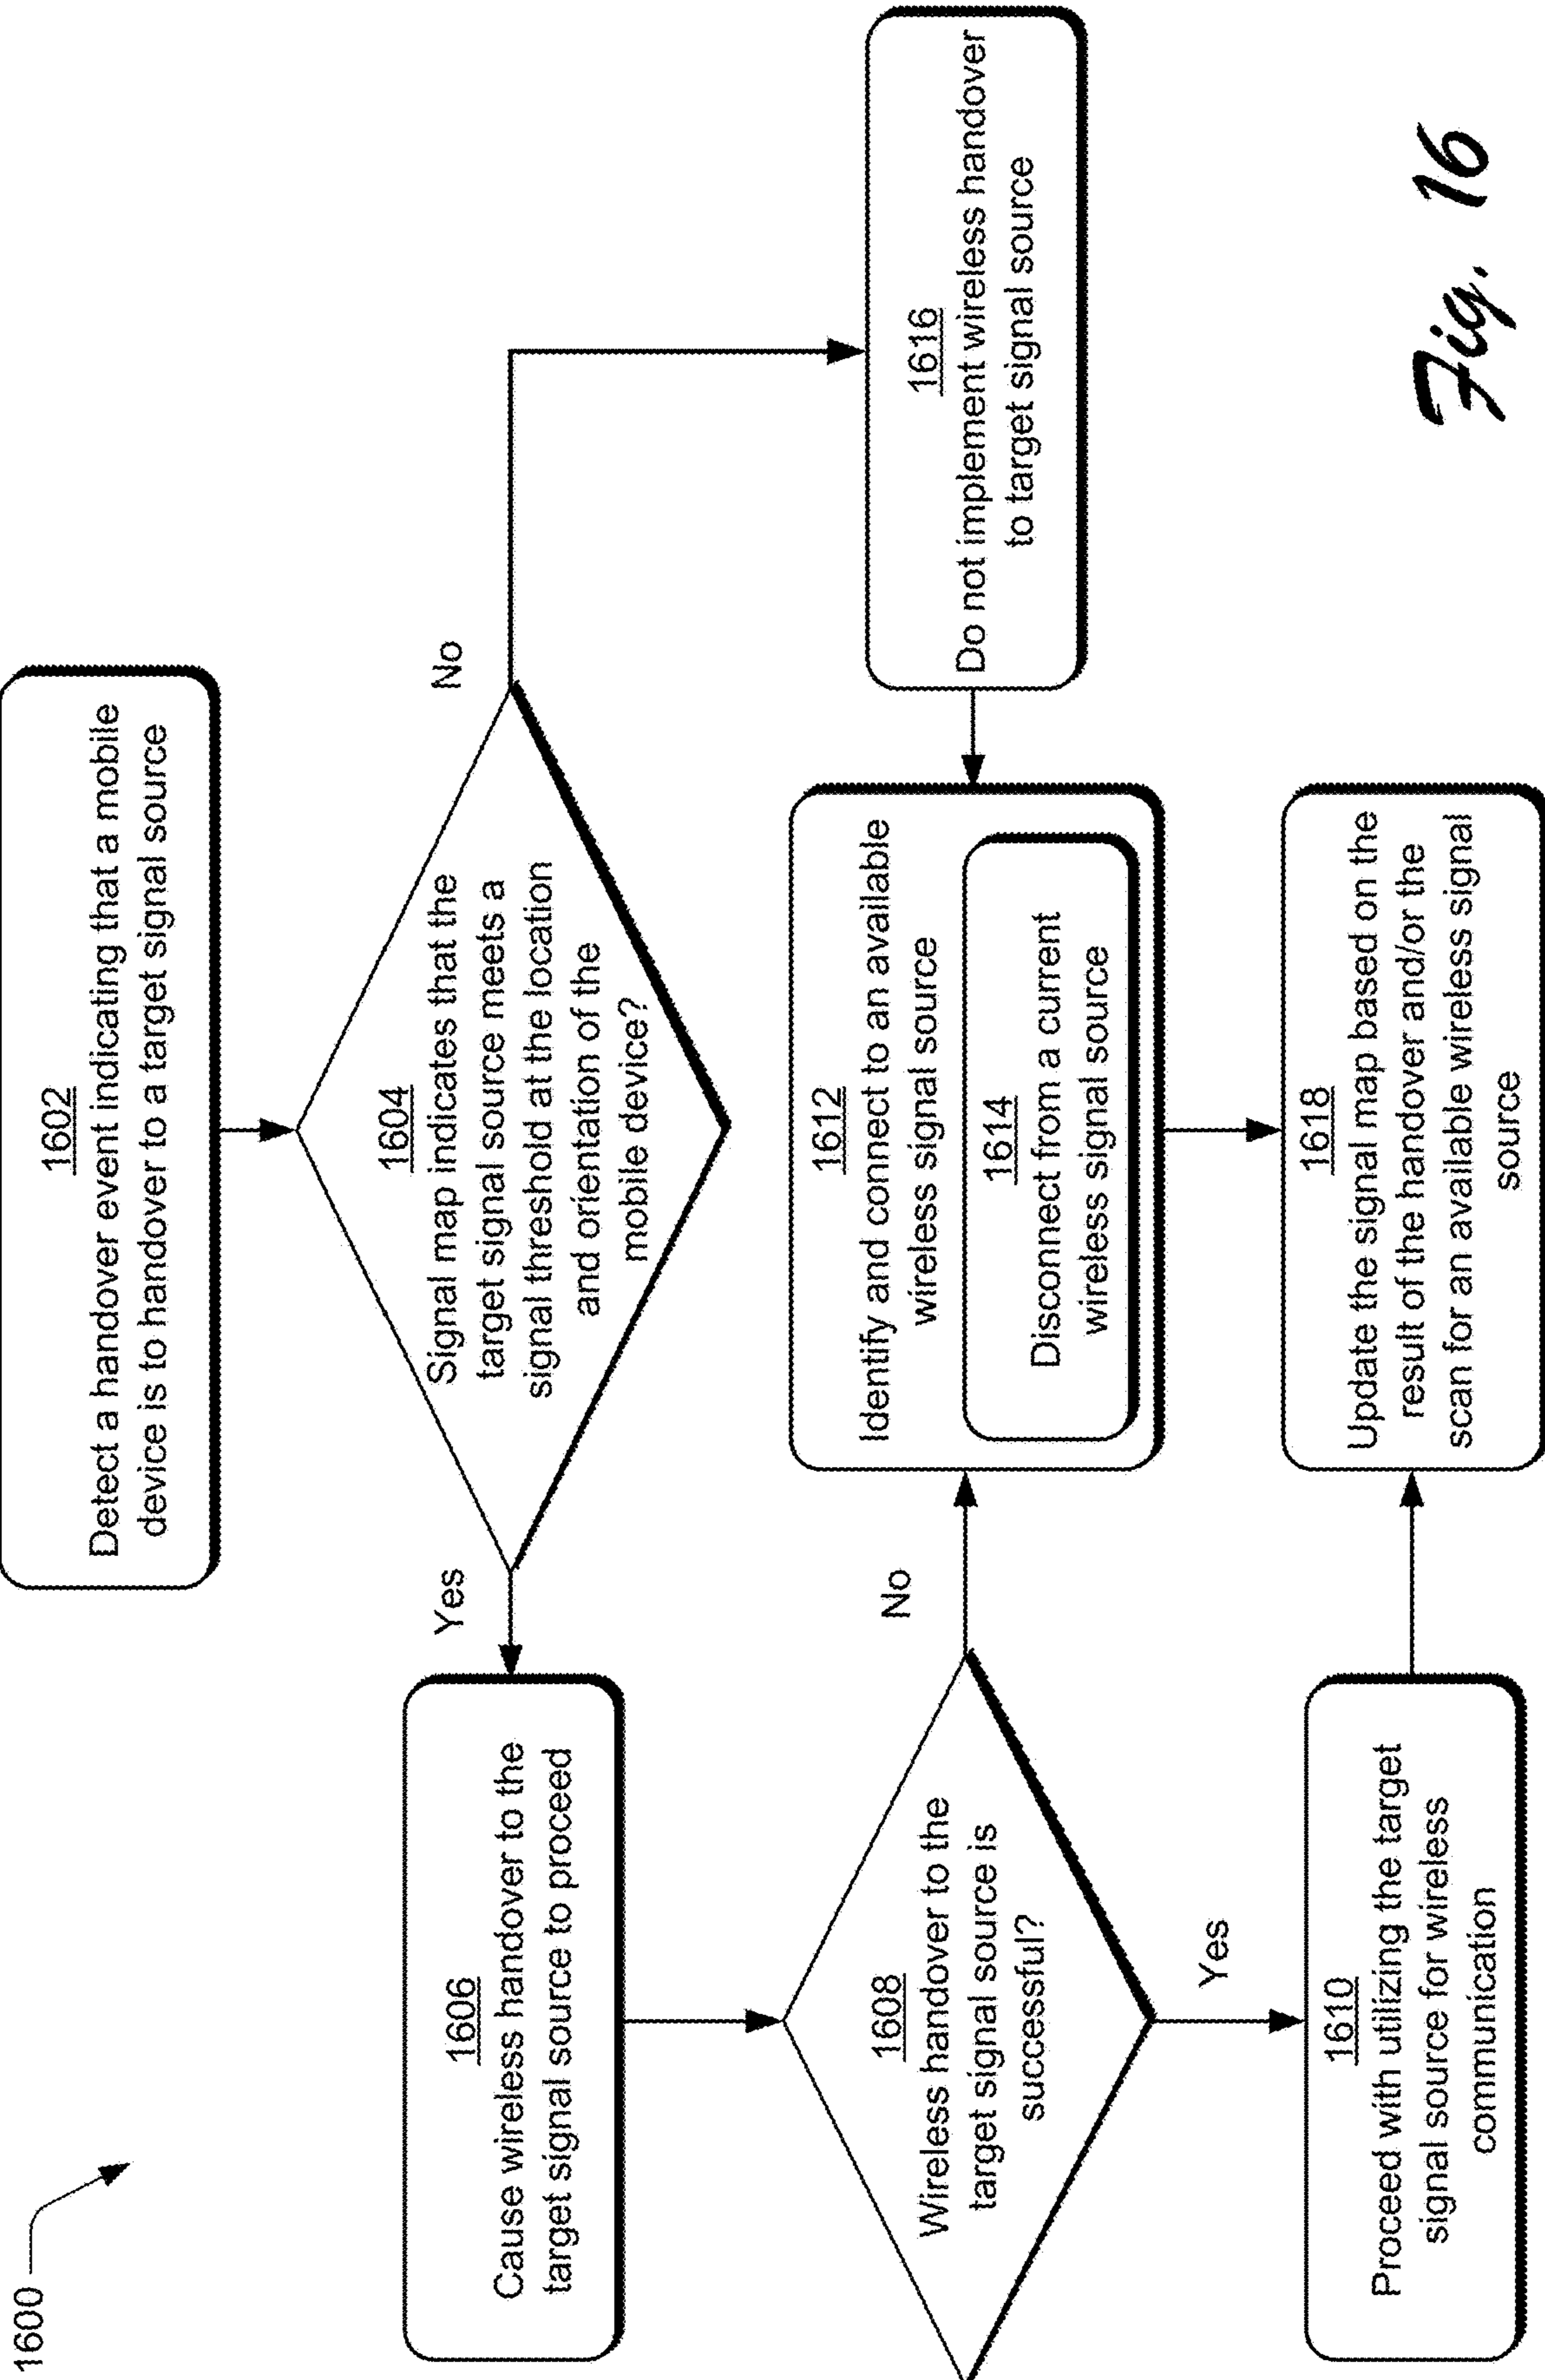 1600
1602
Detect a handover event indicating that a mobile
device is to handover to a target signal source
1604
Signal map indicates that the
target signal source meets a
signal threshold at the location
and orientation of the
mobile device?
Yes
No
1606
Cause wireless handover to the
target signal source to proceed
1608
Wireless handover to the
target signal source is
successful?
No
Yes
1612
Identify and connect to an available
wireless signal source
1614
Disconnect from a current
wireless signal source
1616
Do not implement wireless handover
to target signal source
1610
Proceed with utilizing the target
signal source for wireless
communication
1618
Update the signal map based on the
result of the handover and/or the
scan for an available wireless signal
source
Fig. 16